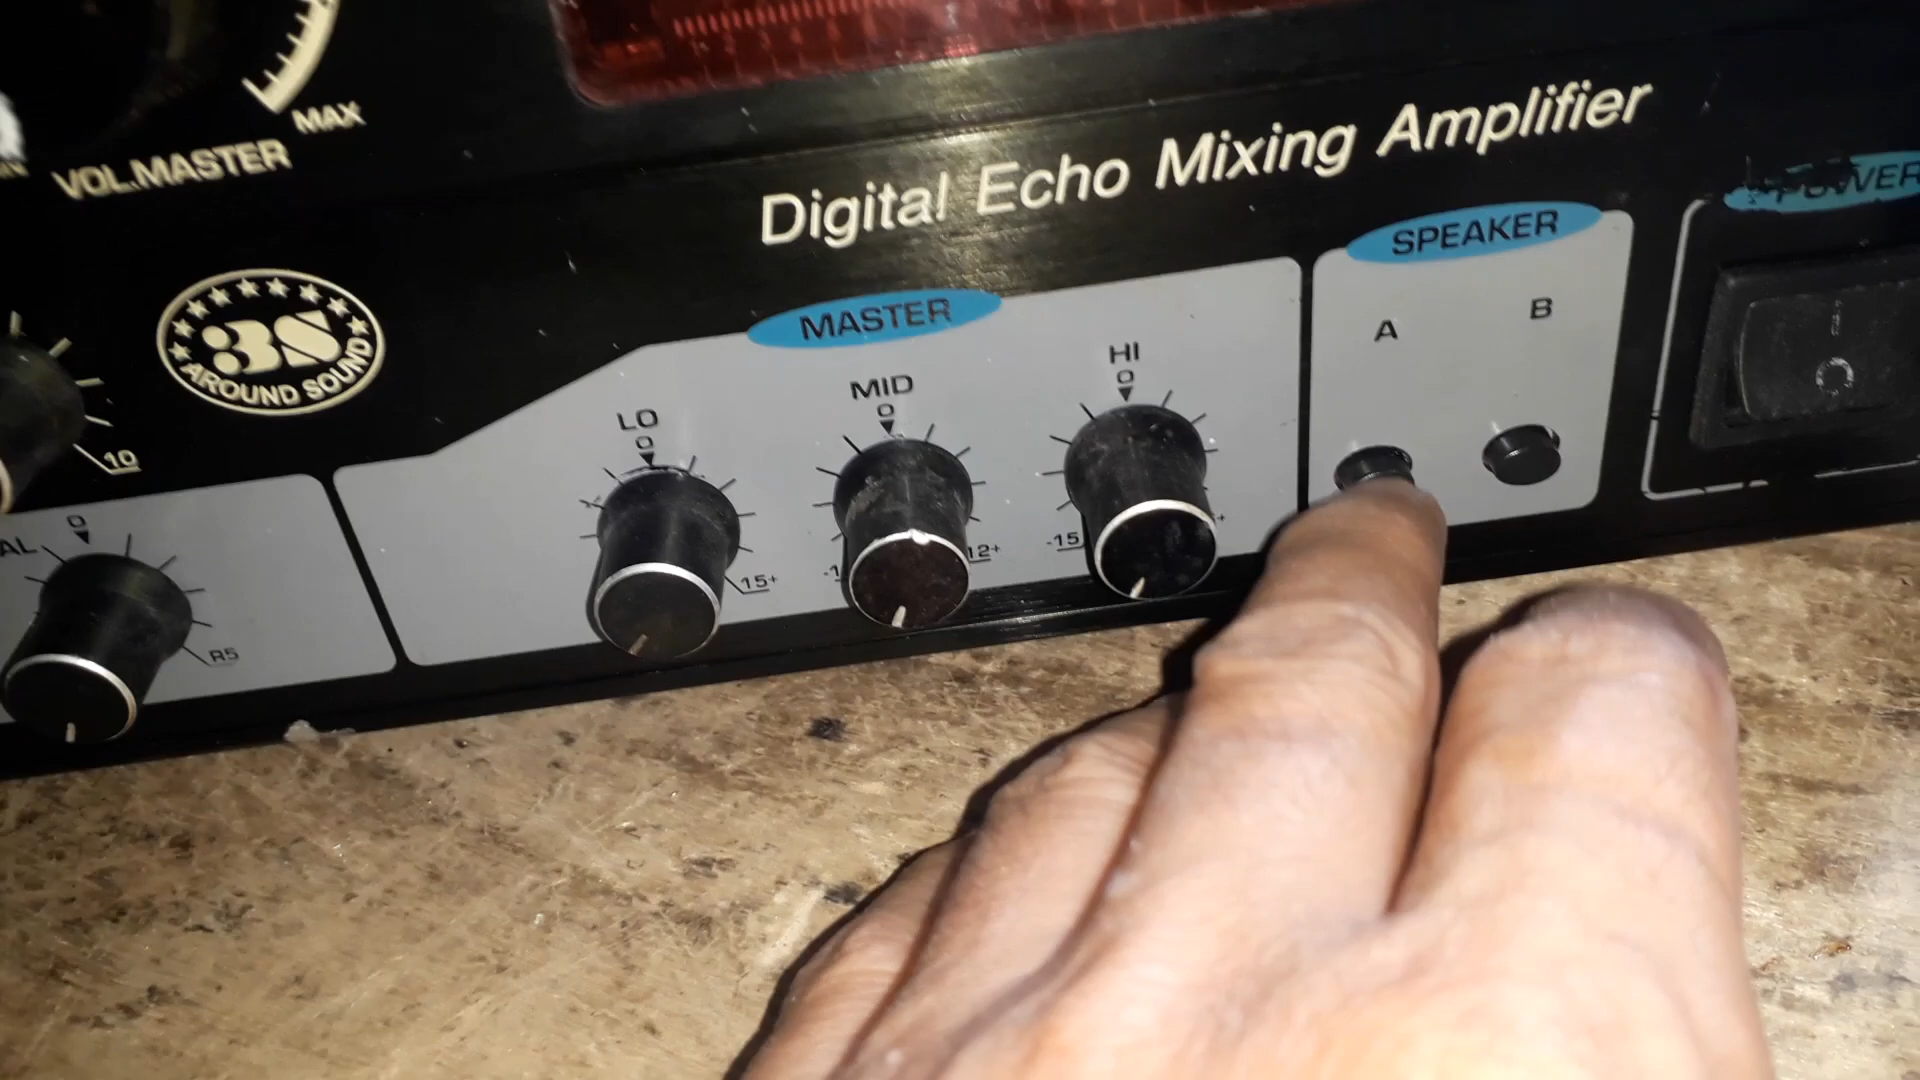 MAX
VOL.MASTER
Digital Echo Mixing Amplifier
POWER
SPEAKER
A
B
3S
AROUND SOUND
MASTER
LO
0
MID
0
HI
0
10
15+
12+
-15
0
R5